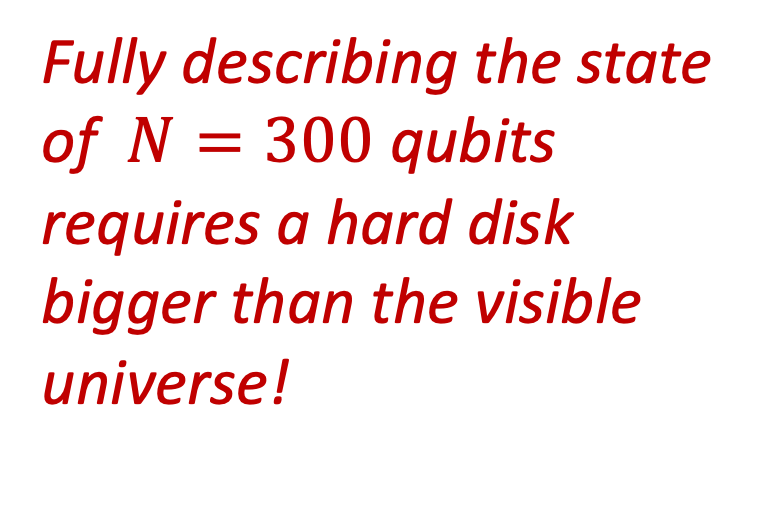 Fully describing the state
of N = 300 qubits
requires a hard disk
bigger than the visible
universe!